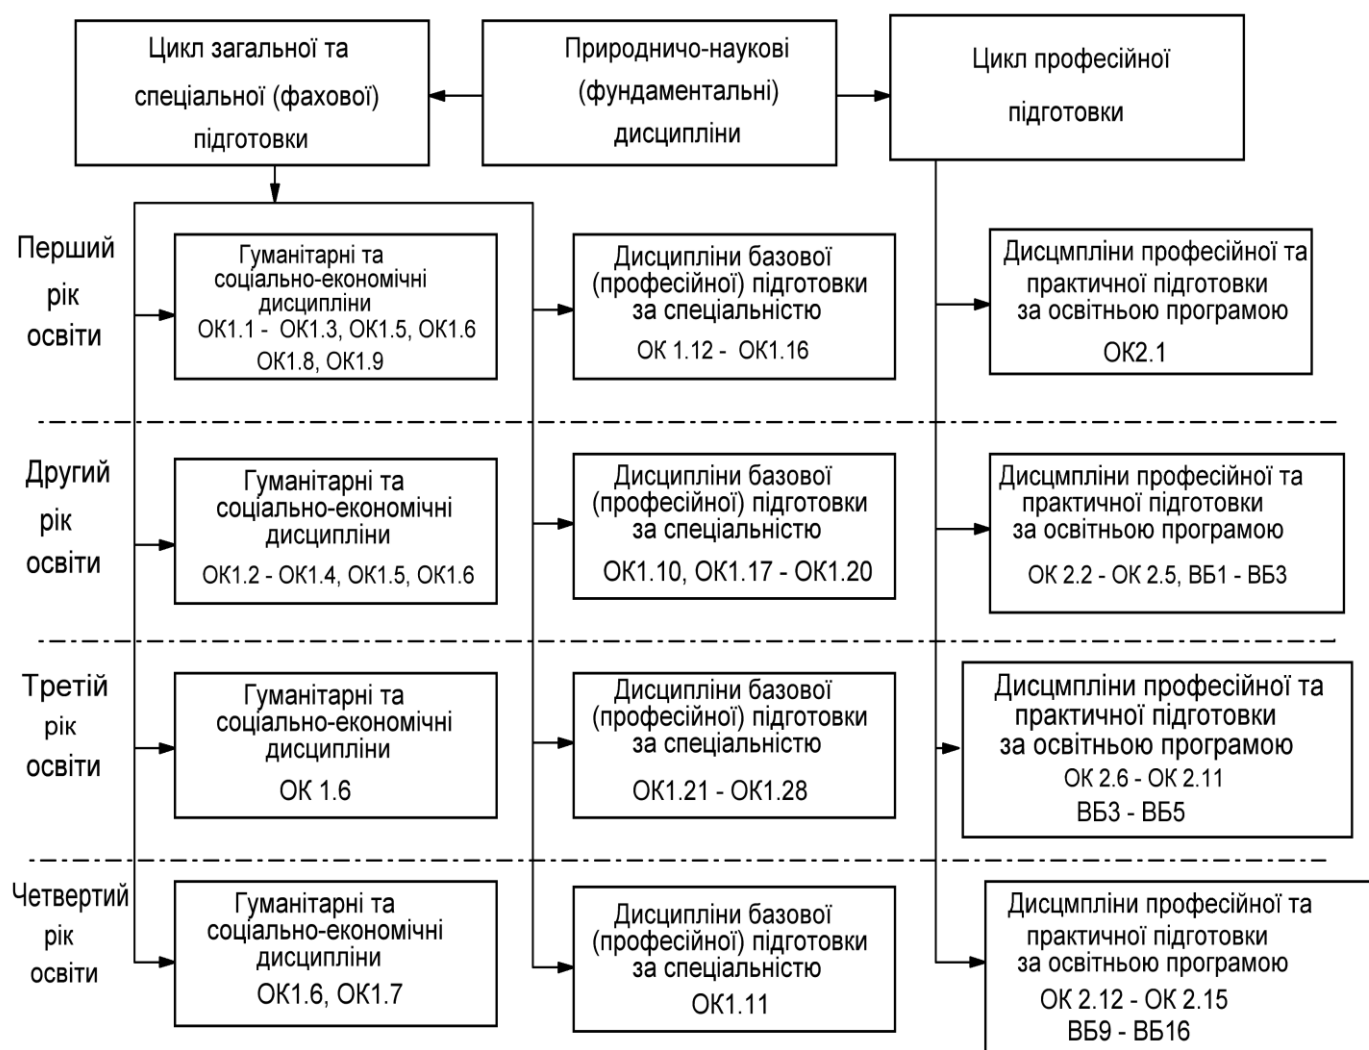 Цикл загальної та
спеціальної (фахової)
підготовки
Природничо-наукові
(фундаментальні)
дисципліни
Цикл професійної
підготовки
Перший
рік
освіти
Гуманітарні та
соціально-економічні
дисципліни
ОК1.1 - ОК1.3, ОК1.5, ОК1.6
ОК1.8, ОК1.9
Дисципліни базової
(професійної) підготовки
за спеціальністю
ОК 1.12 - ОК1.16
Дисцмпліни професійної та
практичної підготовки
за освітньою програмою
ОК2.1
Другий
рік
освіти
Гуманітарні та
соціально-економічні
дисципліни
ОК1.2 - ОК1.4, ОК1.5, ОК1.6
Дисципліни базової
(професійної) підготовки
за спеціальністю
ОК1.10, ОК1.17 - ОК1.20
Дисцмпліни професійної та
практичної підготовки
за освітньою програмою
ОК 2.2 - ОК 2.5, ВБ1 - ВБ3
Третій
рік
освіти
Гуманітарні та
соціально-економічні
дисципліни
ОК 1.6
Дисципліни базової
(професійної) підготовки
за спеціальністю
ОК1.21 - ОК1.28
Дисцмпліни професійної та
практичної підготовки
за освітньою програмою
ОК 2.6 - ОК 2.11
ВБ3 - ВБ5
Четвертий
рік
освіти
Гуманітарні та
соціально-економічні
дисципліни
ОК1.6, ОК1.7
Дисципліни базової
(професійної) підготовки
за спеціальністю
ОК1.11
Дисцмпліни професійної та
практичної підготовки
за освітньою програмою
ОК 2.12 - ОК 2.15
ВБ9 - ВБ16